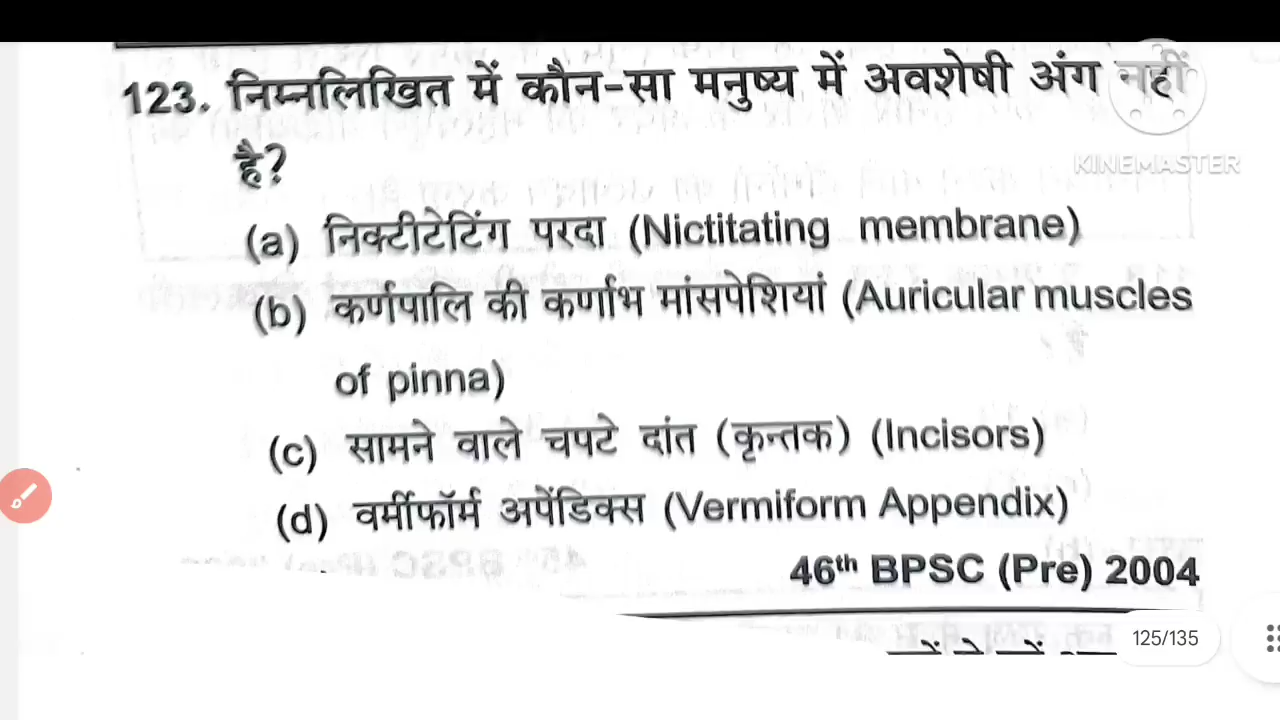 123. निम्नलिखित में कौन-सा मनुष्य में अवशेषी अंग नहीं
KINEMASTER
है?
(a) निक्टीटेटिंग परदा (Nictitating membrane)
(b) कर्णपालि की कर्णाभ मांसपेशियां (Auricular muscles
of pinna)
(c) सामने वाले चपटे दांत (कृन्तक) (Incisors)
(d) वर्मीफॉर्म अपेंडिक्स (Vermiform Appendix)
46th BPSC (Pre) 2004
125/135